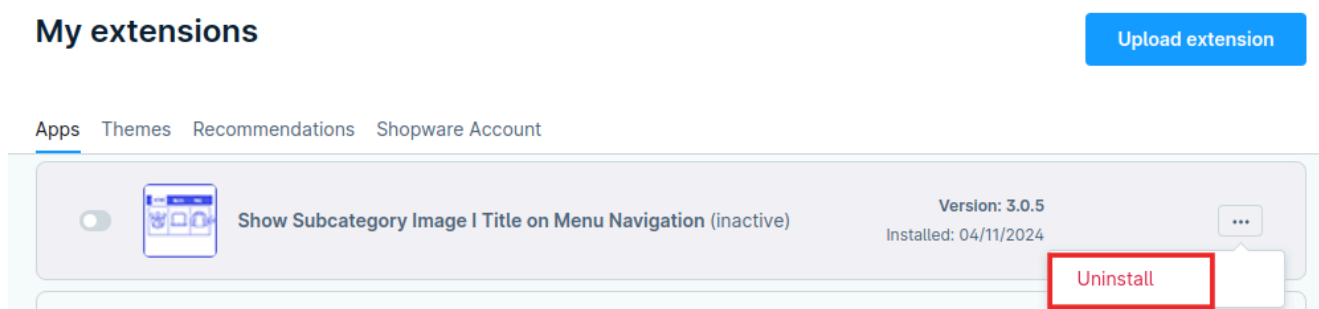 My extensions
Upload extension
Apps Themes Recommendations Shopware Account
Show Subcategory Image I Title on Menu Navigation (inactive)
Version: 3.0.5
Installed: 04/11/2024
Uninstall